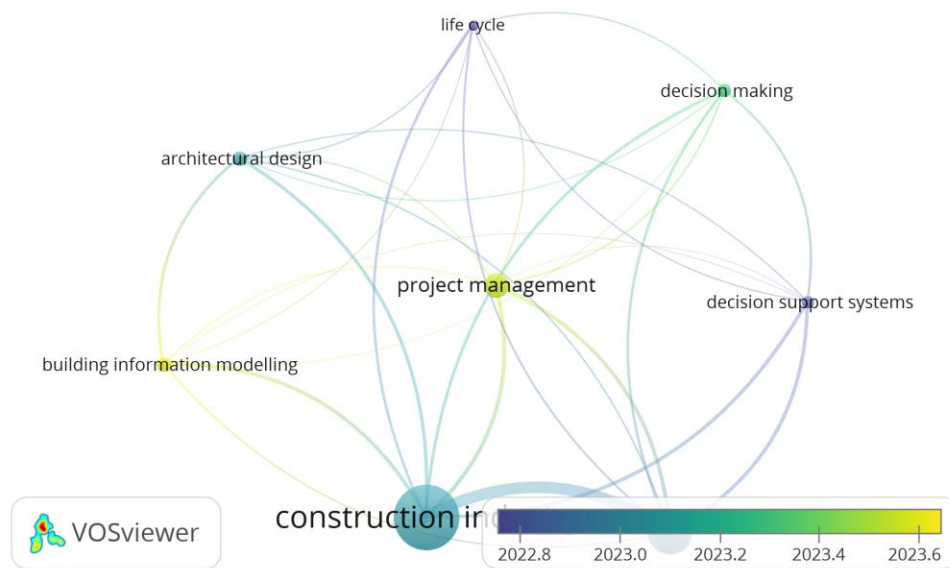 life cycle
decision making
architectural design
project management
decision support systems
building information modelling
construction in
VOSviewer
2022.8 2023.0 2023.2 2023.4 2023.6